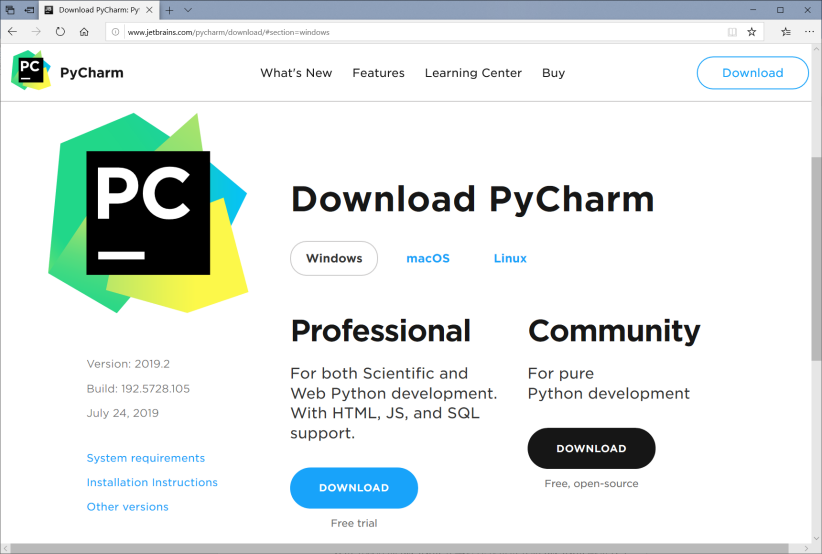 Download PyCharm: Py
www.jetbrains.com/pycharm/download/#section=windows
PC
PyCharm
What's New
Features
Learning Center
Buy
Download
PC
Download PyCharm
Windows
macOS
Linux
Professional
For both Scientific and
Web Python development.
With HTML, JS, and SQL
support.
DOWNLOAD
Free trial
Community
For pure
Python development
DOWNLOAD
Free, open-source
Version: 2019.2
Build: 192.5728.105
July 24, 2019
System requirements
Installation Instructions
Other versions